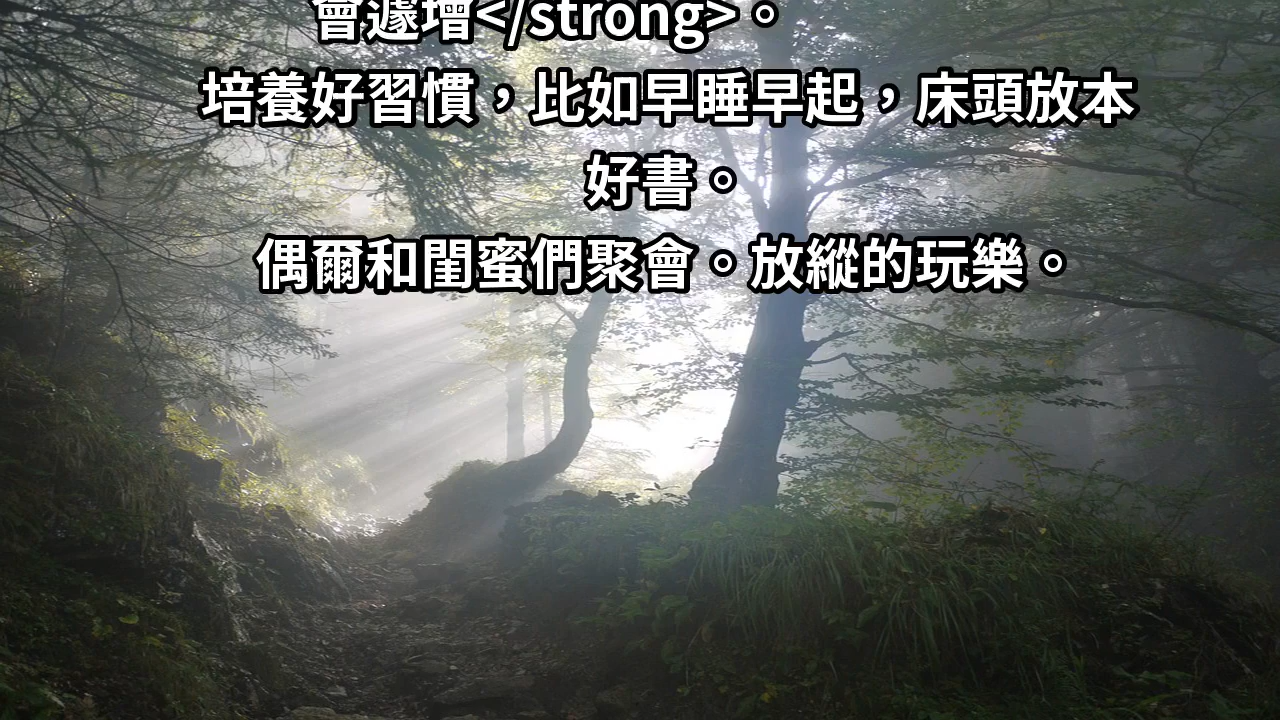 會遽增</strong>。
培養好習慣，比如早睡早起，床頭放本
好書。
偶爾和閨蜜們聚會。放縱的玩樂。